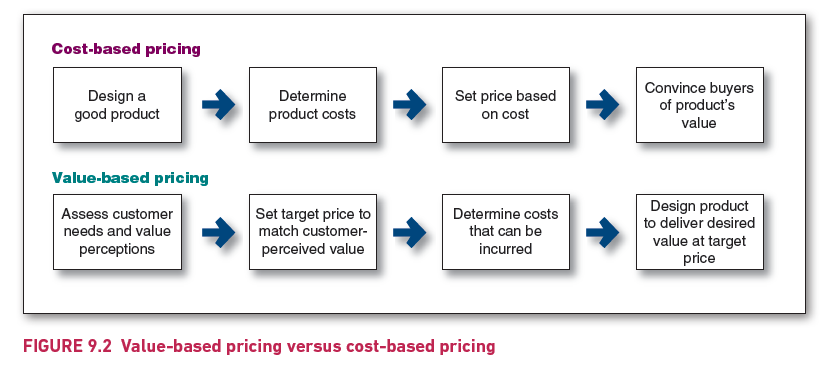 Cost-based pricing
Design a
good product
Determine
product costs
Set price based
on cost
Convince buyers
of product's
value
Value-based pricing
Assess customer
needs and value
perceptions
Set target price to
match customer-
perceived value
Determine costs
that can be
incurred
Design product
to deliver desired
value at target
price
FIGURE 9.2 Value-based pricing versus cost-based pricing